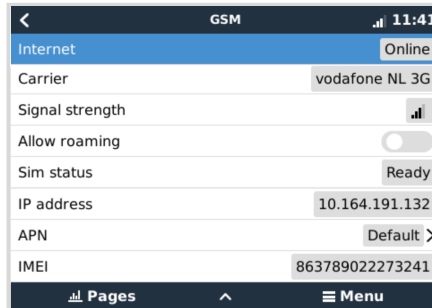 GSM 11:41
Internet Online
Carrier vodafone NL 3G
Signal strength
Allow roaming
Sim status Ready
IP address 10.164.191.132
APN Default
IMEI 863789022273241
Pages Menu